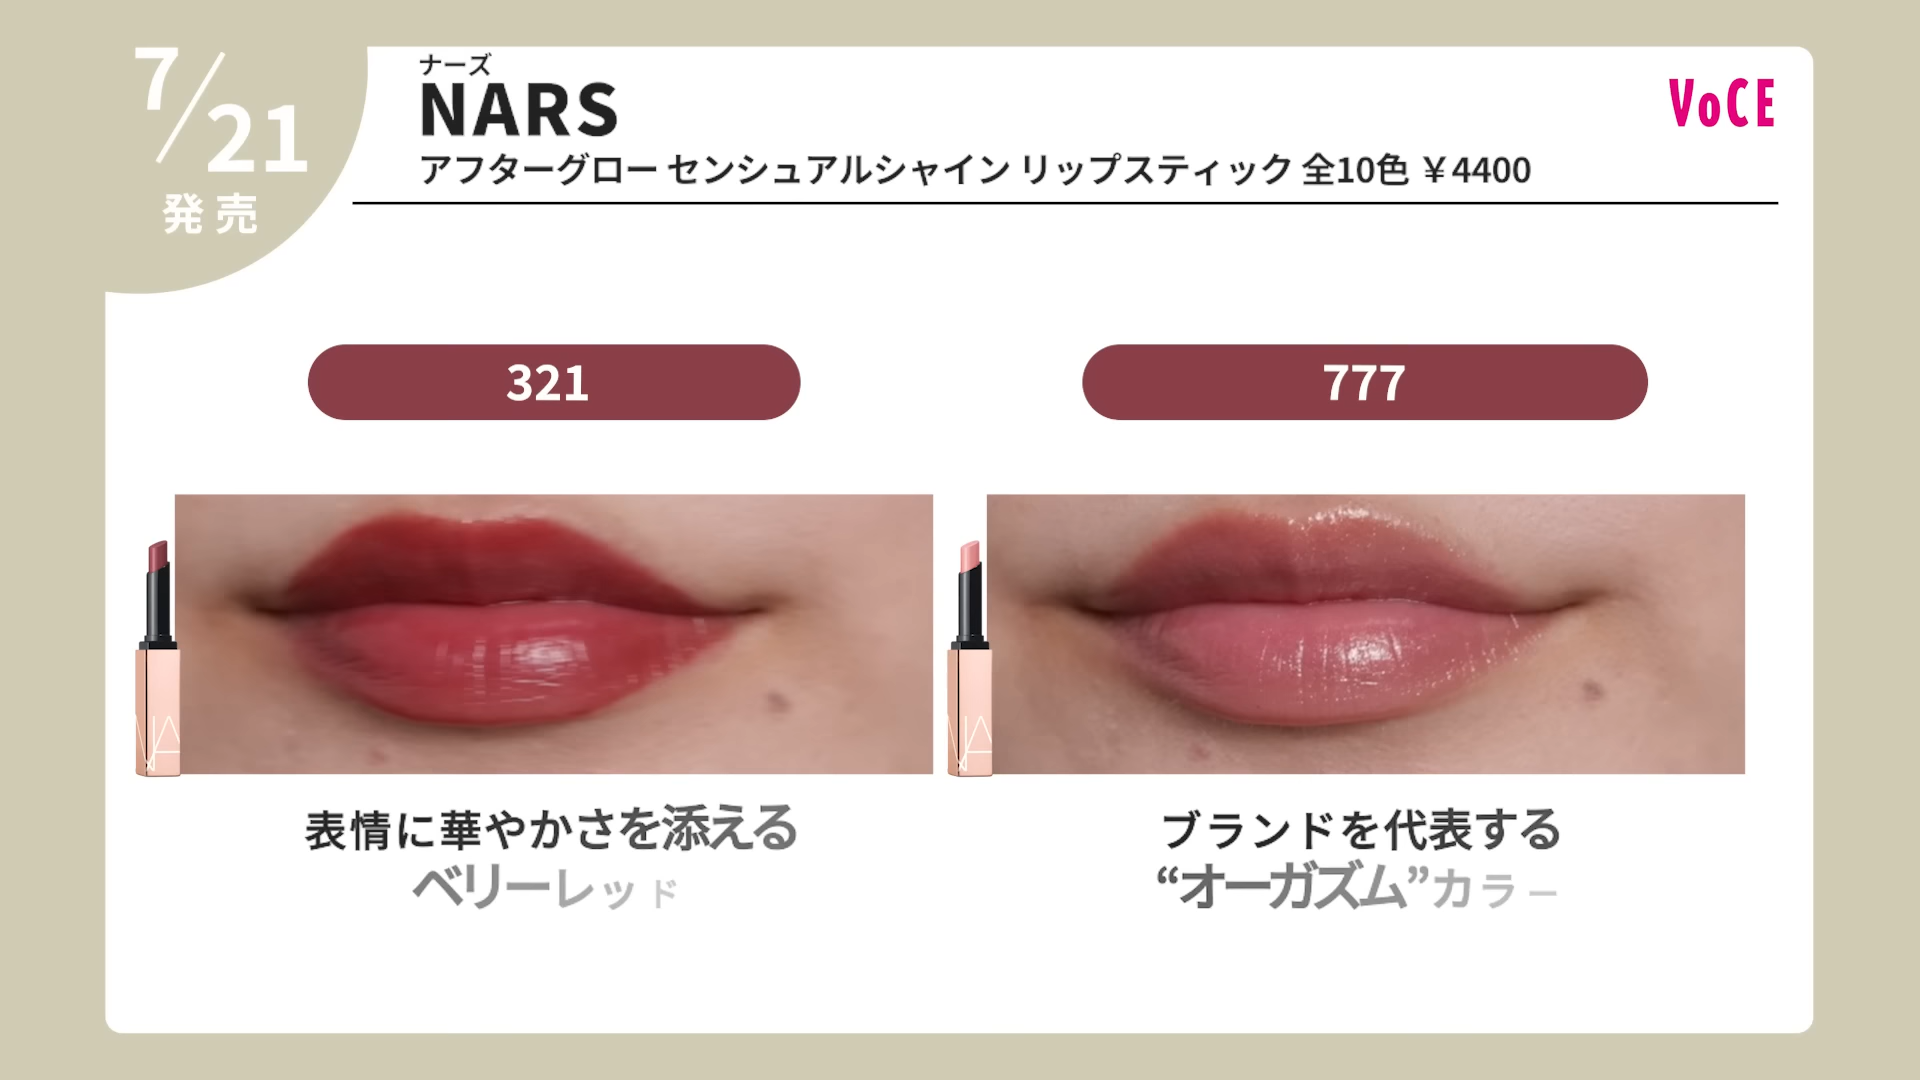 7/21
発売
ナーズ
NARS
アフターグロー センシュアルシャイン リップスティック 全10色 ¥4400
VoCE
321
777
表情に華やかさを添える
ベリーレッド
ブランドを代表する
“オーガズム”カラー